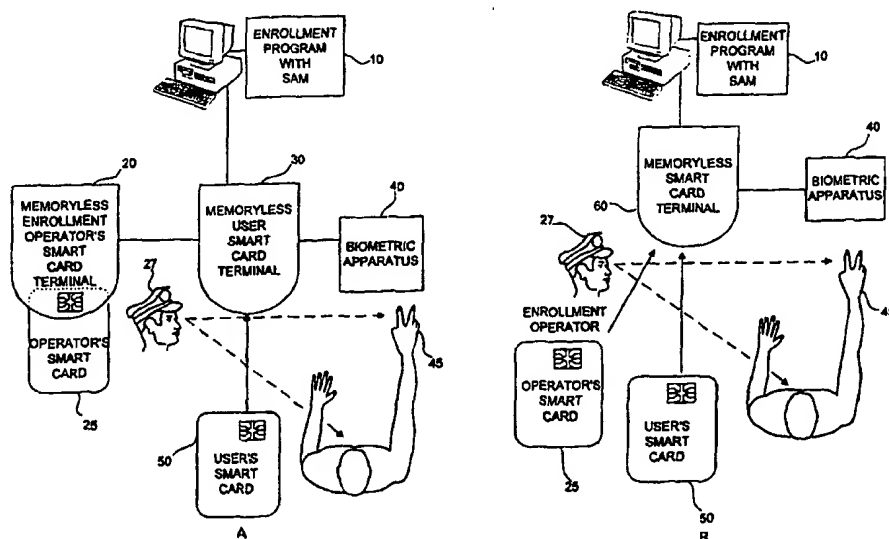 ENROLLMENT
PROGRAM
WITH
SAM
10
20
30
40
MEMORYLESS
ENROLLMENT
OPERATOR'S
SMART
CARD
TERMINAL
MEMORYLESS
USER
SMART
CARD
TERMINAL
BIOMETRIC
APPARATUS
27
OPERATOR'S
SMART
CARD
25
45
50
USER'S
SMART
CARD
A
ENROLLMENT
PROGRAM
WITH
SAM
10
40
MEMORYLESS
SMART
CARD
TERMINAL
60
BIOMETRIC
APPARATUS
27
ENROLLMENT
OPERATOR
OPERATOR'S
SMART
CARD
25
USER'S
SMART
CARD
50